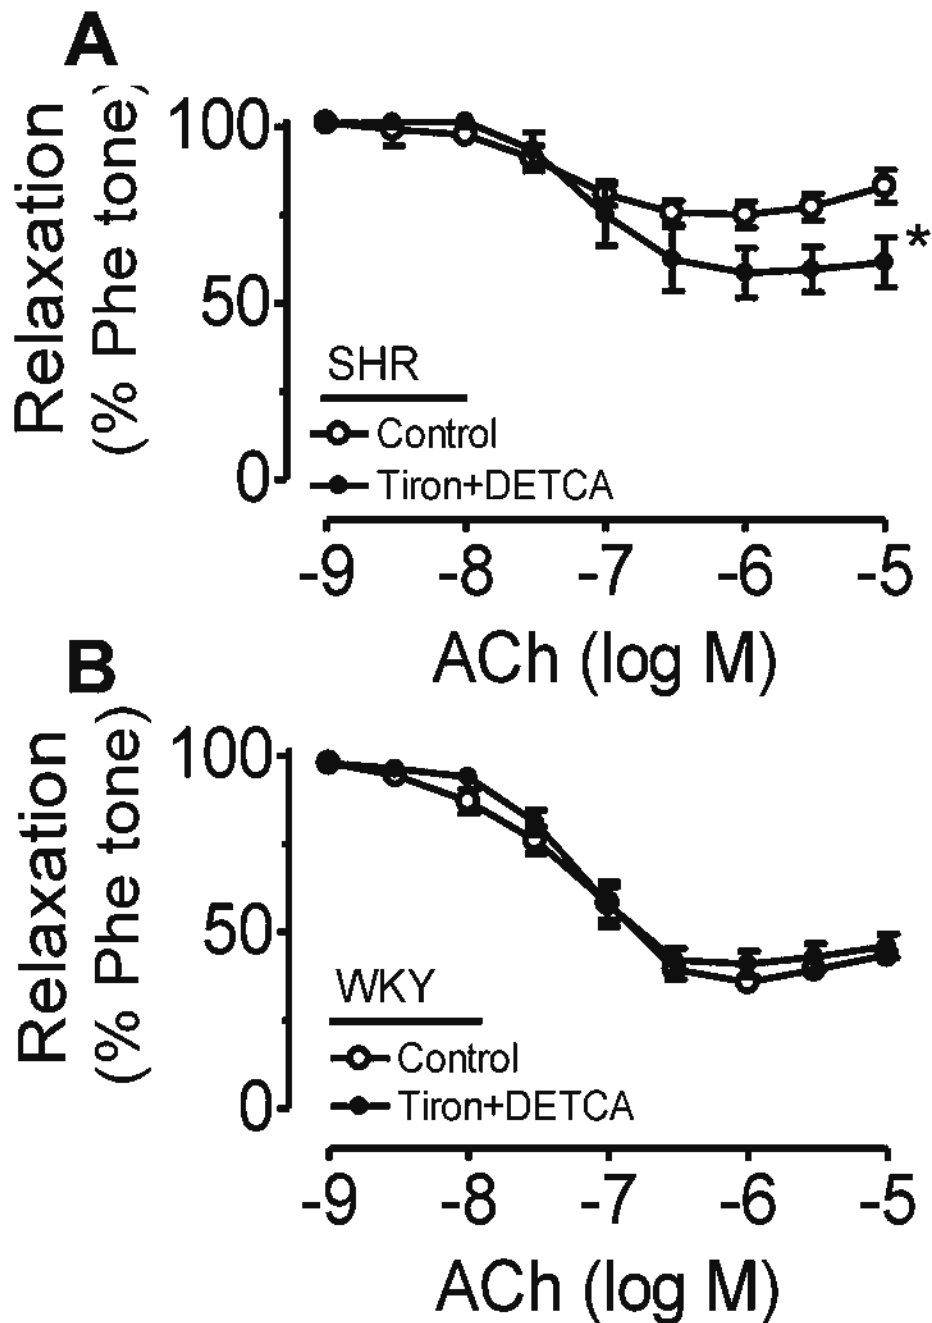 A
Relaxation
(% Phe tone)
100
50
0
SHR
Control
Tiron+DETCA
*
-9 -8 -7 -6 -5
ACh (log M)
B
Relaxation
(% Phe tone)
100
50
0
WKY
Control
Tiron+DETCA
-9 -8 -7 -6 -5
ACh (log M)